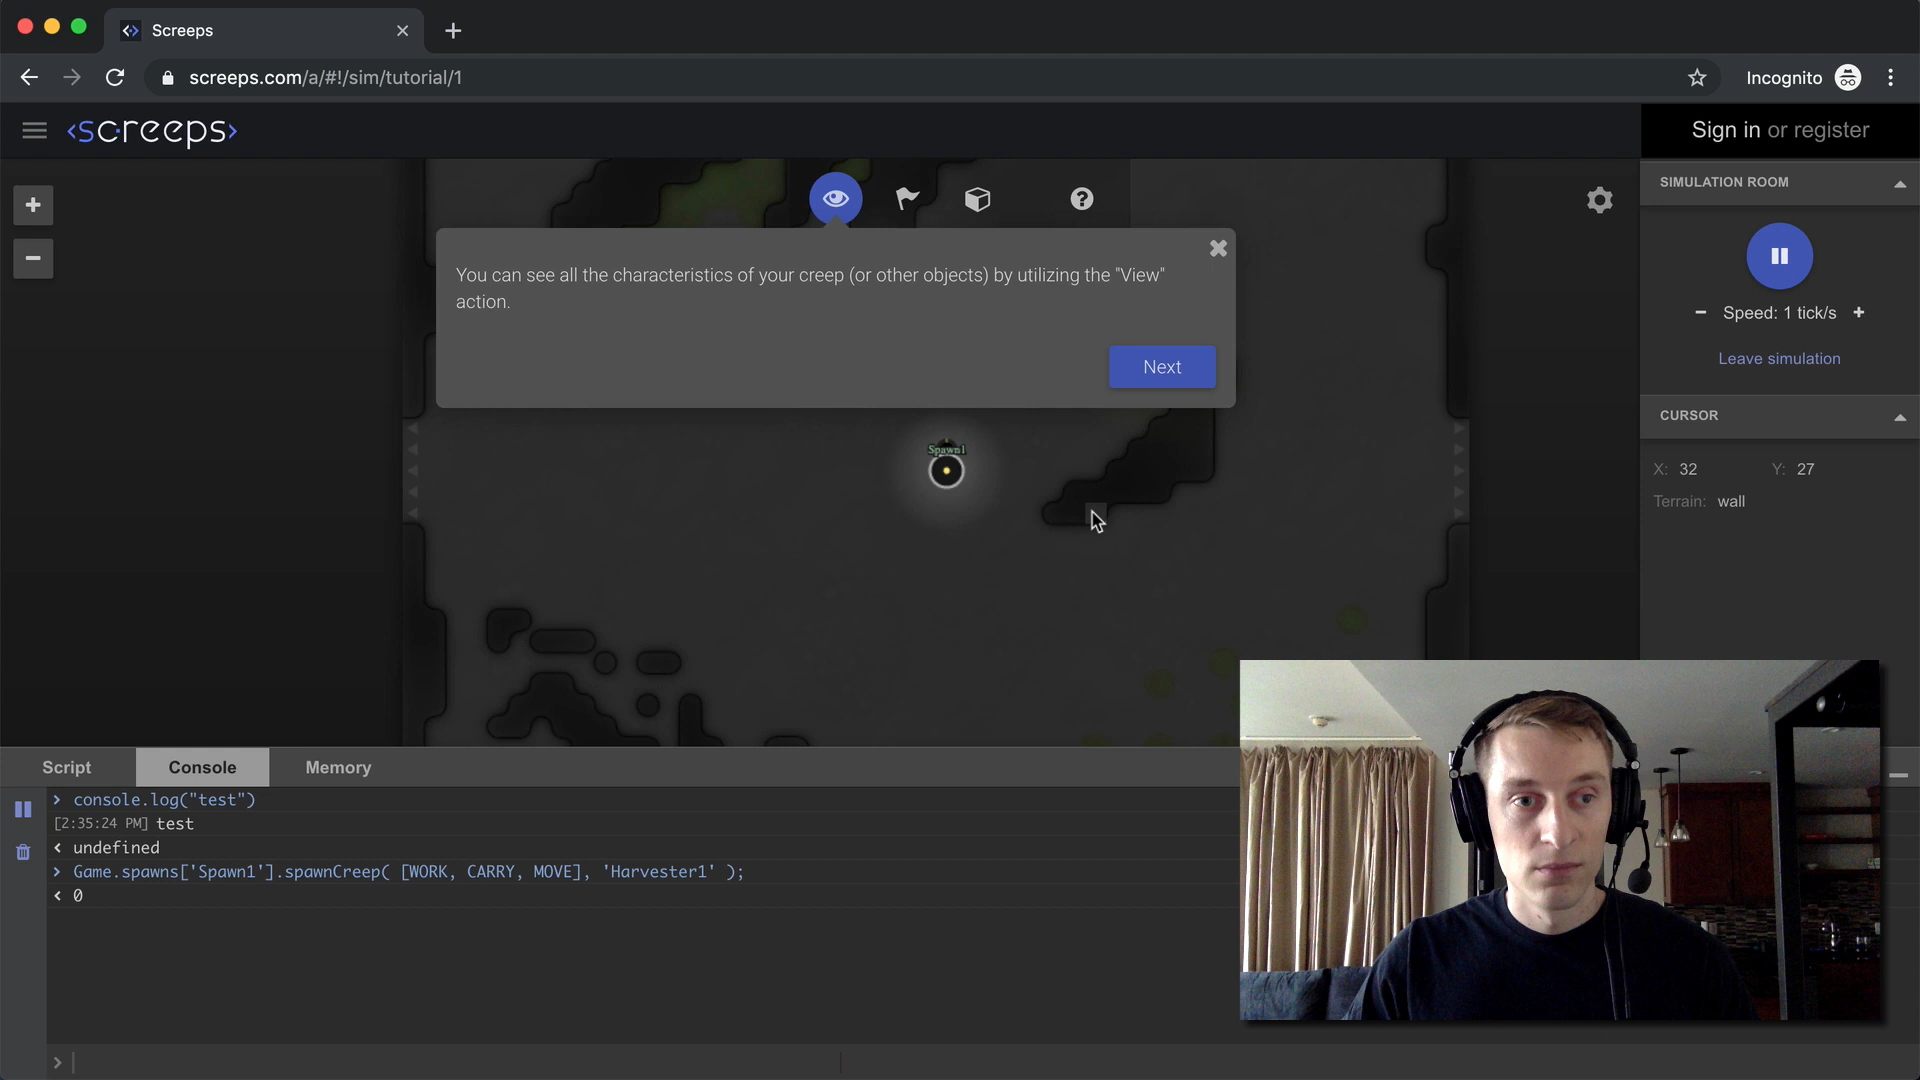 Screeps
screeps.com/a/#!/sim/tutorial/1
Incognito
<screeps>
Sign in or register
SIMULATION ROOM
You can see all the characteristics of your creep (or other objects) by utilizing the "View"
action.
Next
Speed: 1 tick/s
Leave simulation
CURSOR
X: 32 Y: 27
Terrain: wall
Spawn1
Script Console Memory
> console.log("test")
[2:35:24 PM] test
< undefined
> Game.spawns['Spawn1'].spawnCreep( [WORK, CARRY, MOVE], 'Harvester1' );
< 0
>